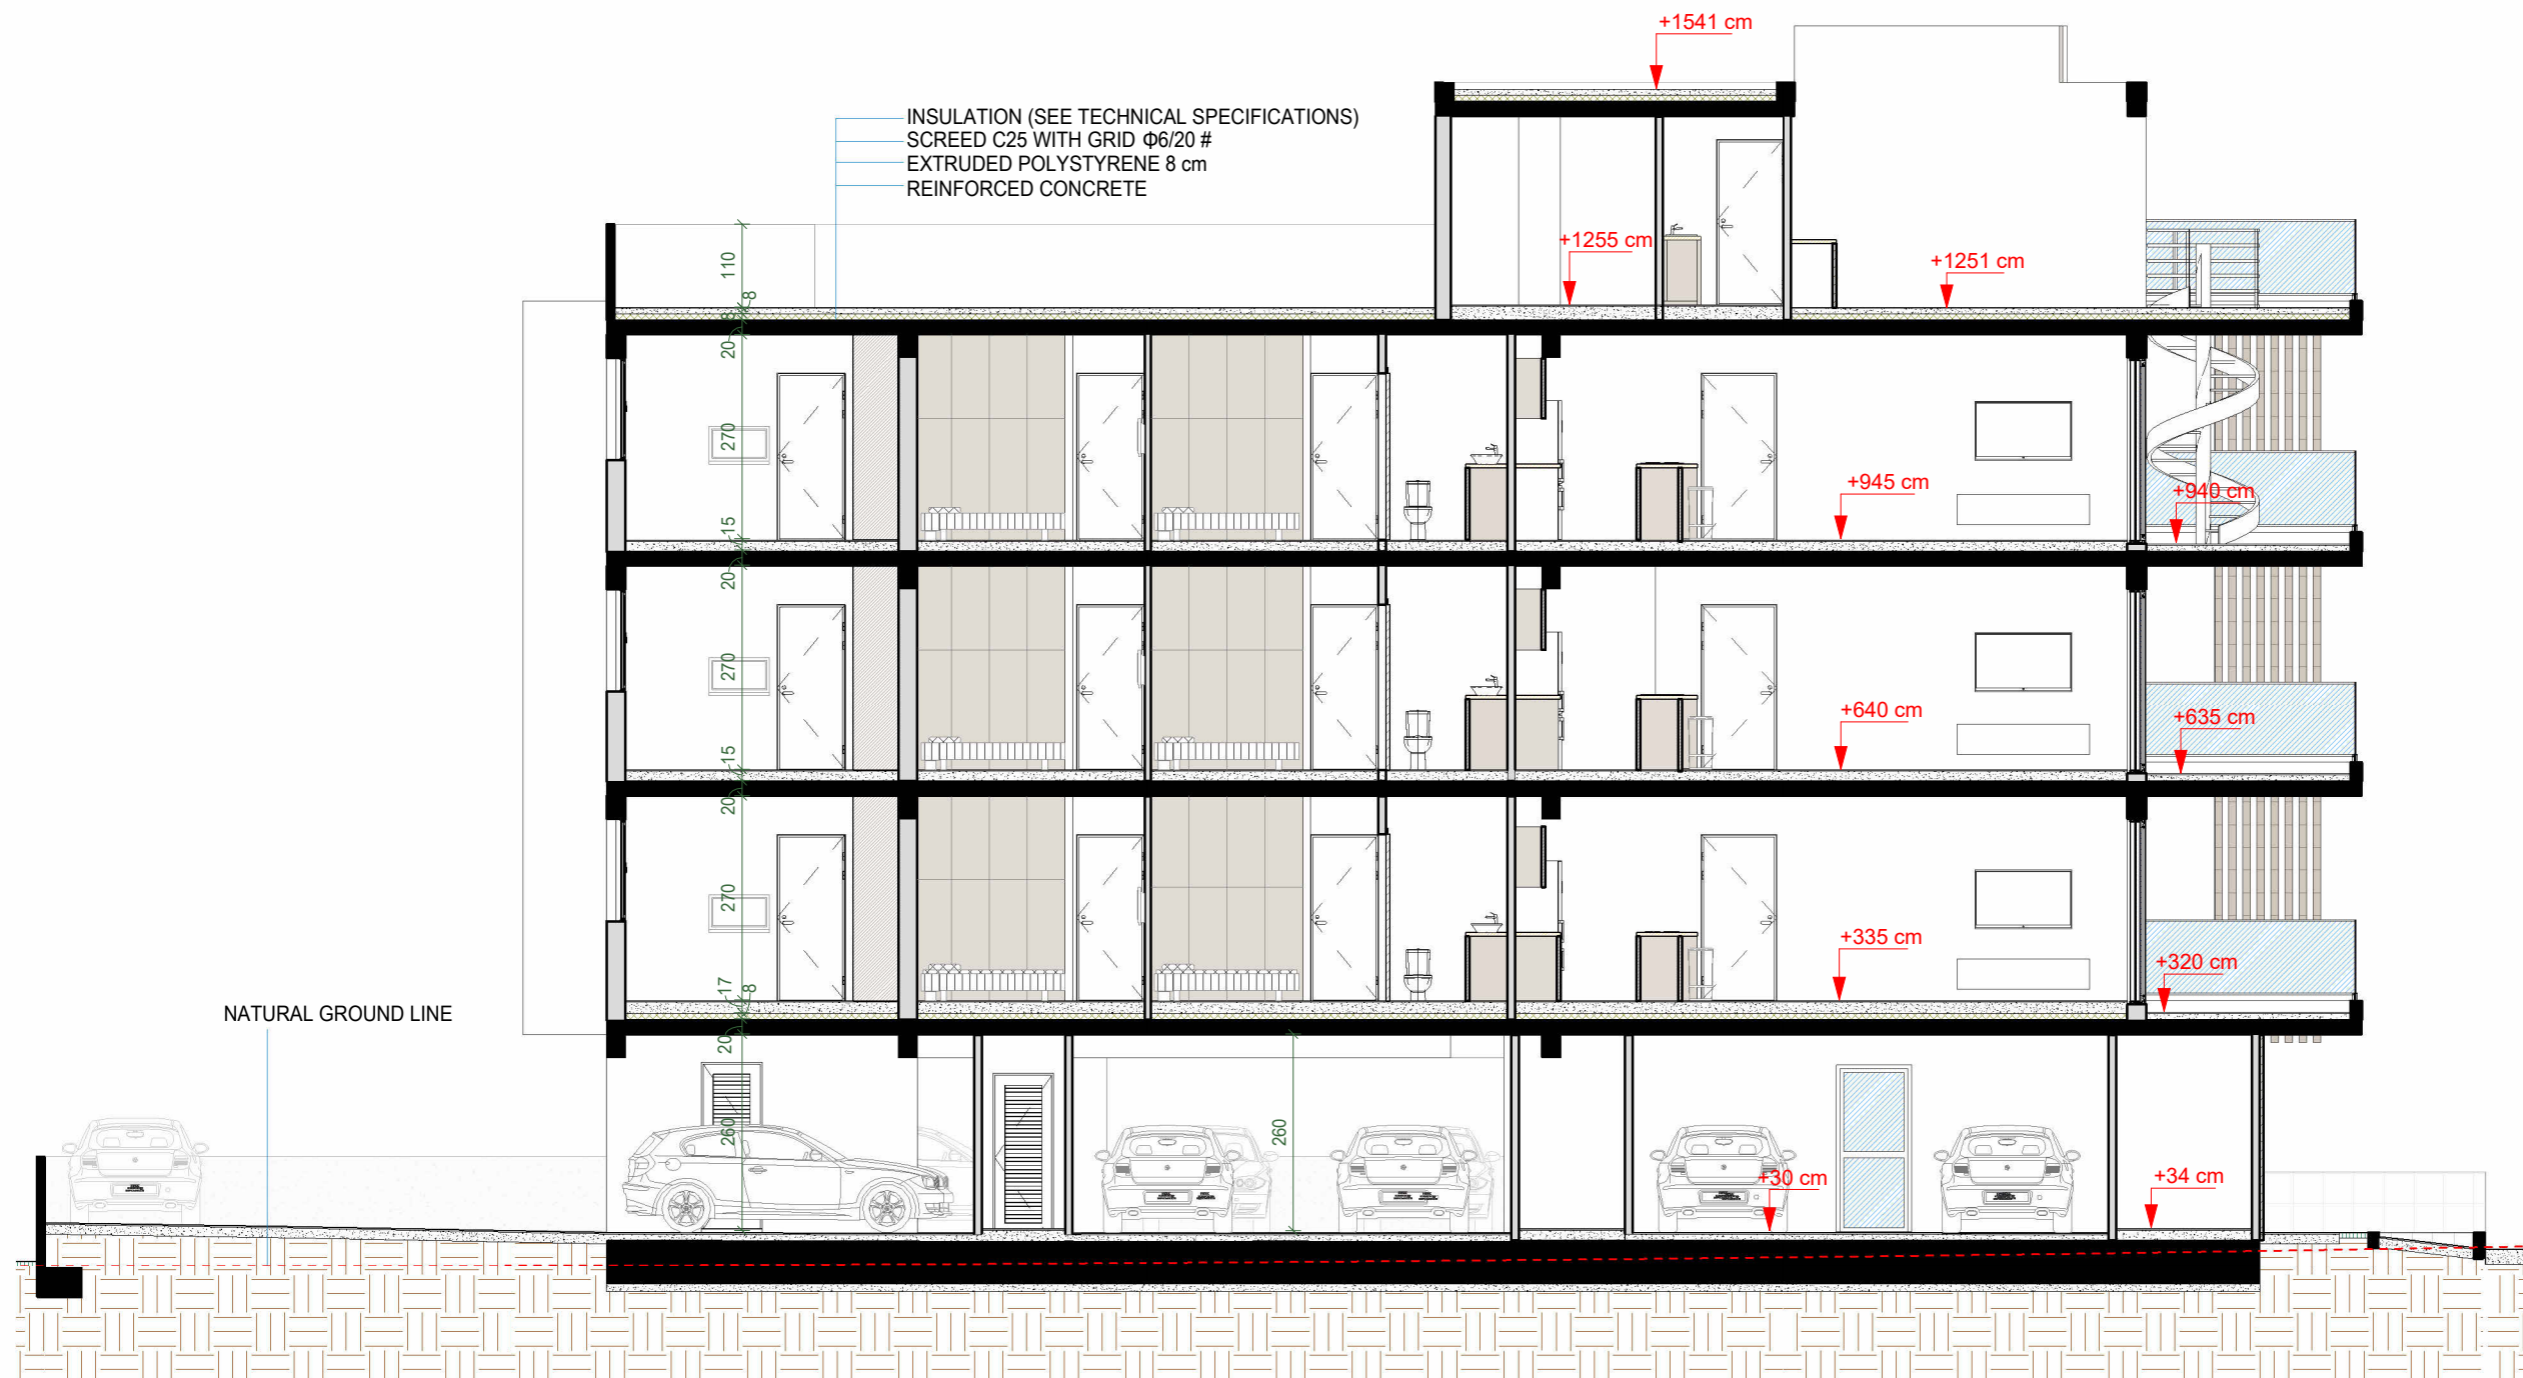 +1541 cm
INSULATION (SEE TECHNICAL SPECIFICATIONS)
SCREED C25 WITH GRID Φ6/20 #
EXTRUDED POLYSTYRENE 8 cm
REINFORCED CONCRETE
+1255 cm
+1251 cm
110
8
8
20
270
+945 cm
+940 cm
15
20
270
+640 cm
+635 cm
15
20
270
+335 cm
+320 cm
17
8
NATURAL GROUND LINE
20
260
260
+30 cm
+34 cm